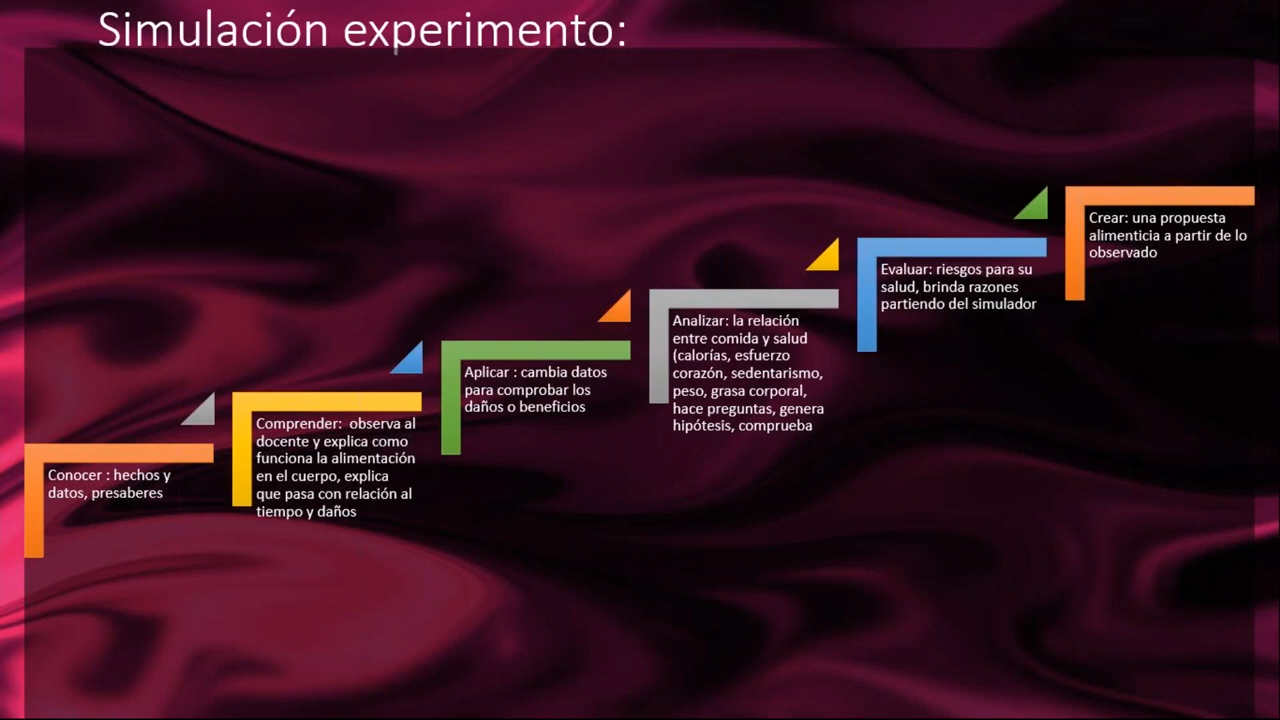 Simulación experimento:
Conocer : hechos y
datos, presaberes
Comprender:  observa al
docente y explica como
funciona la alimentación
en el cuerpo, explica
que pasa con relación al
tiempo y daños
Aplicar : cambia datos
para comprobar los
daños o beneficios
Analizar: la relación
entre comida y salud
(calorías, esfuerzo
corazón, sedentarismo,
peso, grasa corporal,
hace preguntas, genera
hipótesis, comprueba
Evaluar: riesgos para su
salud, brinda razones
partiendo del simulador
Crear: una propuesta
alimenticia a partir de lo
observado